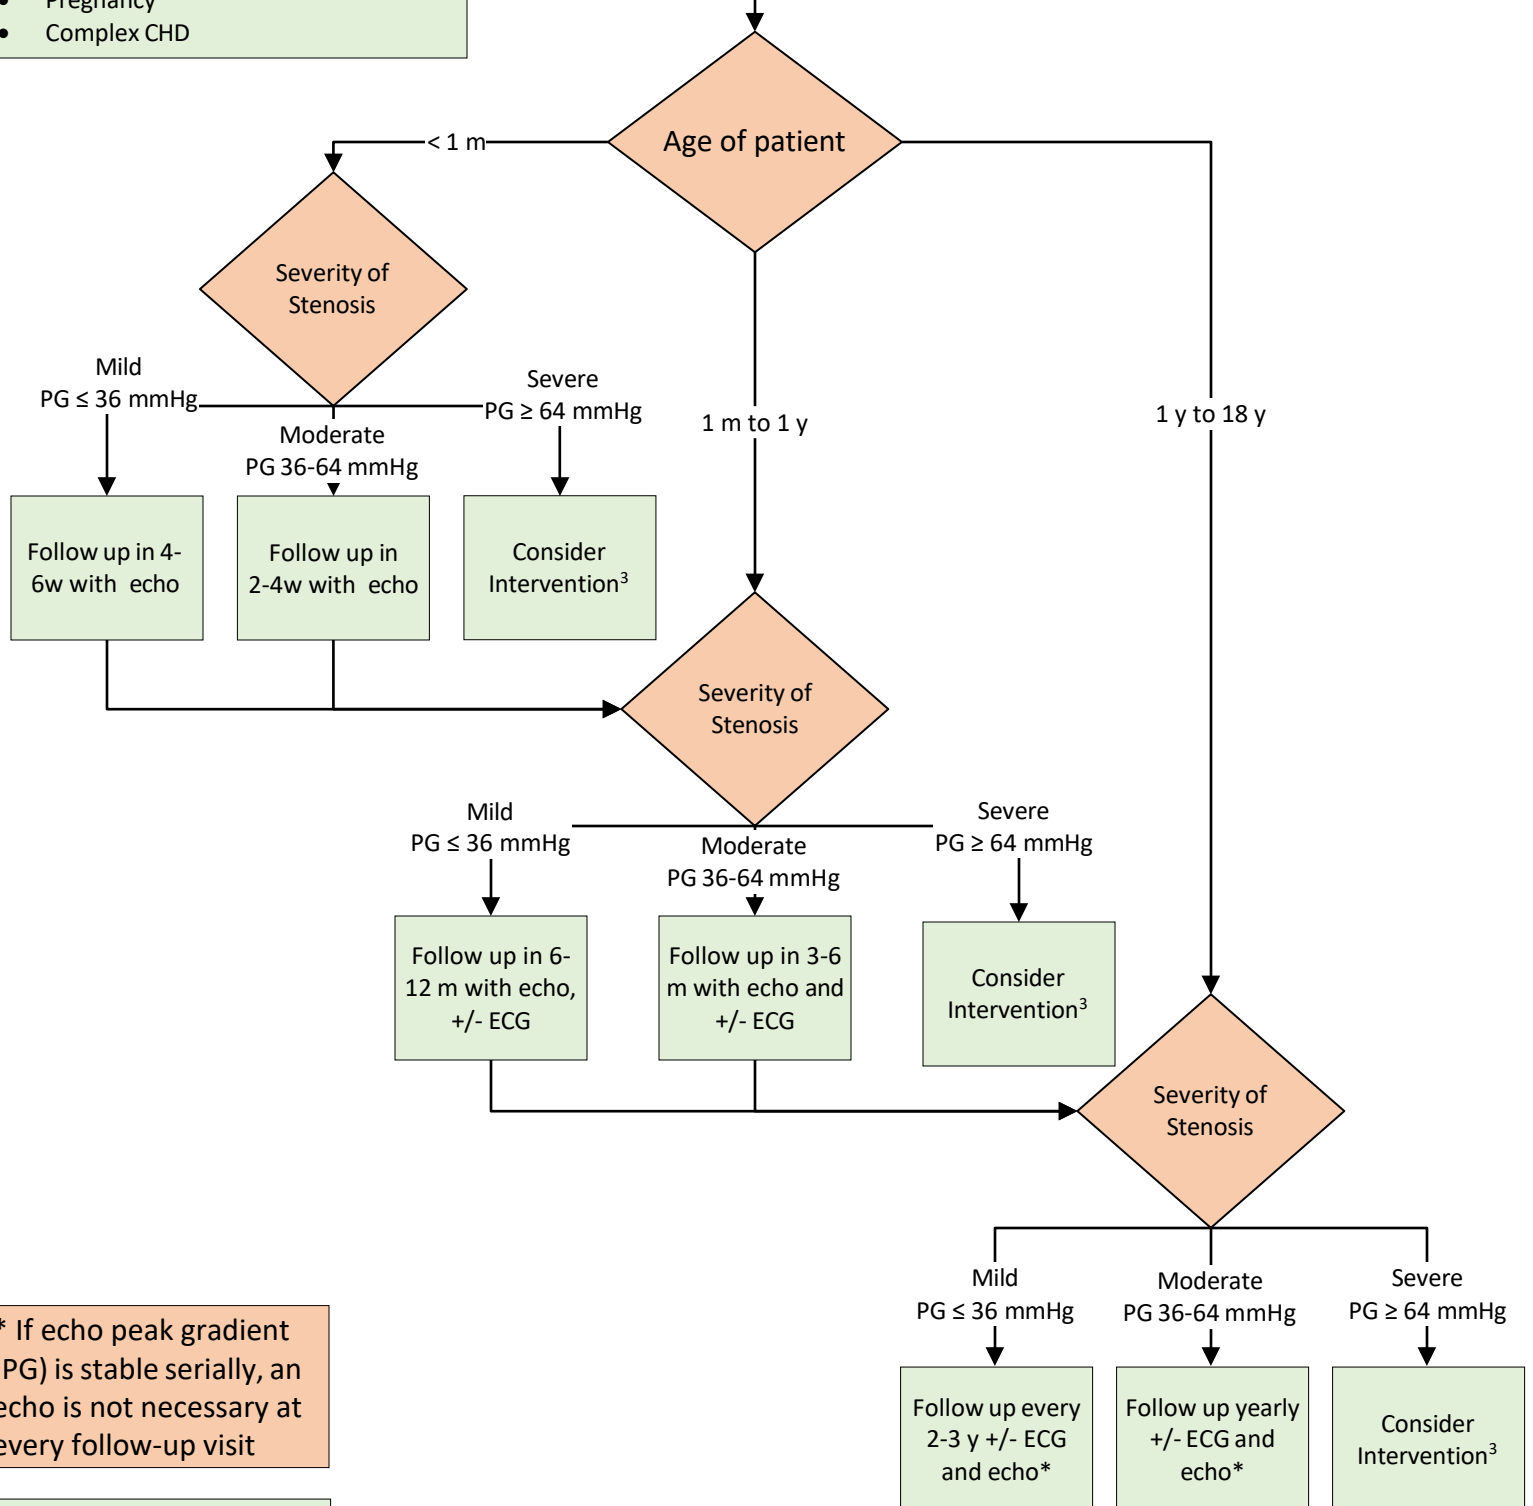 Pregnancy
• Complex CHD
Age of patient
< 1 m
Severity of
Stenosis
Mild
PG ≤ 36 mmHg
Moderate
PG 36-64 mmHg
Severe
PG ≥ 64 mmHg
1 m to 1 y
1 y to 18 y
Follow up in 4-
6w with echo
Follow up in
2-4w with echo
Consider
Intervention³
Severity of
Stenosis
Mild
PG ≤ 36 mmHg
Moderate
PG 36-64 mmHg
Severe
PG ≥ 64 mmHg
Follow up in 6-
12 m with echo,
+/- ECG
Follow up in 3-6
m with echo and
+/- ECG
Consider
Intervention³
Severity of
Stenosis
Mild
PG ≤ 36 mmHg
Moderate
PG 36-64 mmHg
Severe
PG ≥ 64 mmHg
Follow up every
2-3 y +/- ECG
and echo*
Follow up yearly
+/- ECG and
echo*
Consider
Intervention³
* If echo peak gradient
PG) is stable serially, an
echo is not necessary at
every follow-up visit